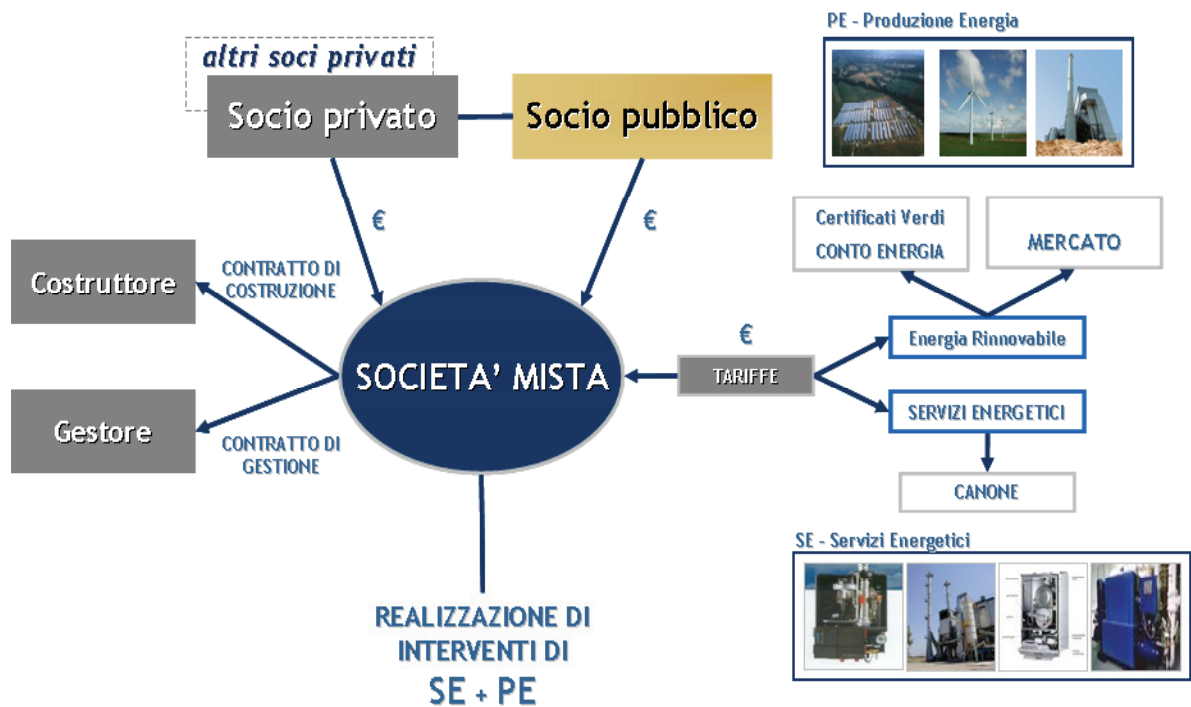 PE - Produzione Energia
altri soci privati
Socio privato
Socio pubblico
€
€
Certificati Verdi
CONTO ENERGIA
MERCATO
Costruttore
CONTRATTO DI
COSTRUZIONE
€
Energia Rinnovabile
SOCIETA' MISTA
TARIFFE
SERVIZI ENERGETICI
Gestore
CONTRATTO DI
GESTIONE
CANONE
SE - Servizi Energetici
REALIZZAZIONE DI
INTERVENTI DI
SE + PE